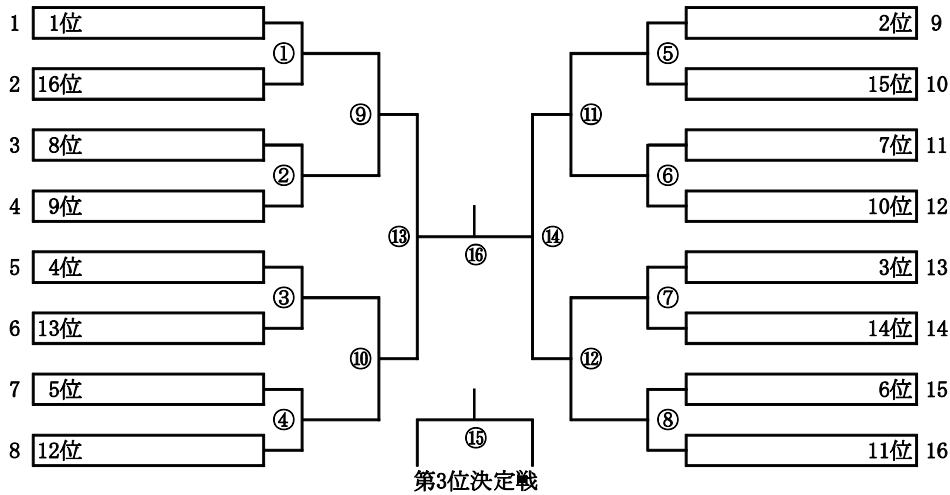 1 1位
①
2 16位
⑨
3 8位
②
4 9位
⑬
5 4位
③
6 13位
⑩
7 5位
④
8 12位
2位 9
⑤
15位 10
⑪
7位 11
⑥
10位 12
⑭
3位 13
⑦
14位 14
⑫
6位 15
⑧
11位 16
⑯
⑮
第3位決定戦